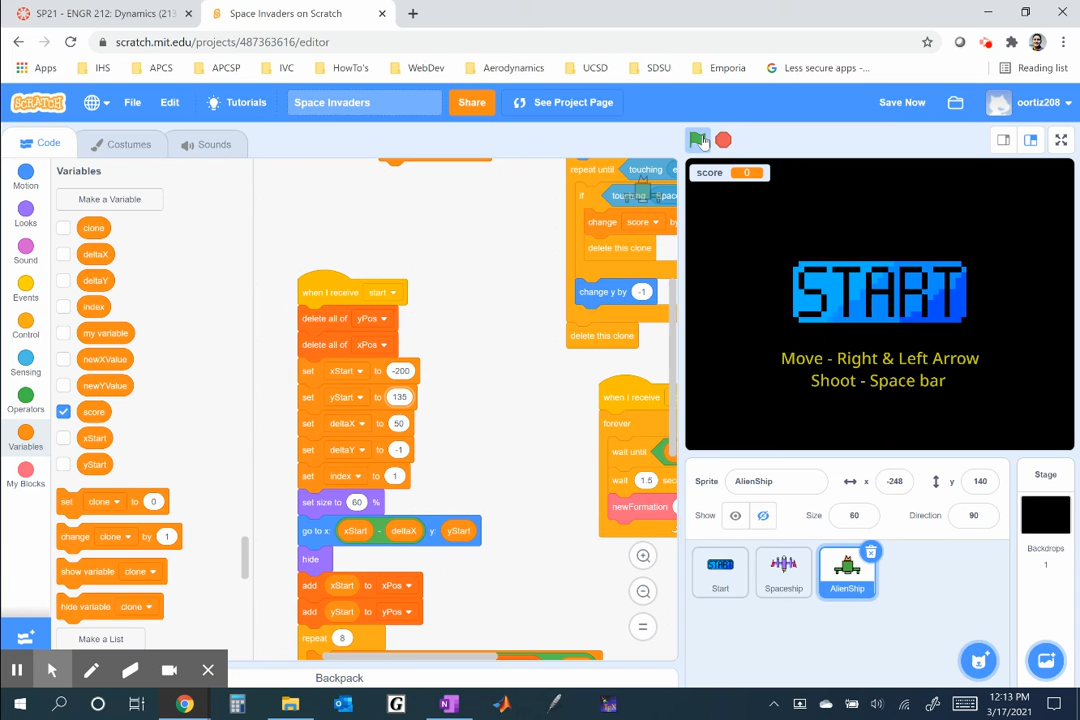 SP21 - ENGR 212: Dynamics (213
Space Invaders on Scratch
scratch.mit.edu/projects/487363616/editor
Apps
IHS
APCS
APCSP
IVC
HowTo's
WebDev
Aerodynamics
UCSD
SDSU
Emporia
Less secure apps -...
Reading list
SCRATCH
File
Edit
Tutorials
Space Invaders
Share
See Project Page
Save Now
oortiz208
Code
Costumes
Sounds
Motion
Looks
Sound
Events
Control
Sensing
Operators
Variables
My Blocks
Variables
Make a Variable
clone
deltaX
deltaY
index
my variable
newXValue
newYValue
score
xStart
yStart
set clone to 0
change clone by 1
show variable clone
hide variable clone
Make a List
when I receive start
delete all of yPos
delete all of xPos
set xStart to -200
set yStart to 135
set deltaX to 50
set deltaY to -1
set index to 1
set size to 60 %
go to x: xStart - deltaX y: yStart
hide
add xStart to xPos
add yStart to yPos
repeat 8
repeat until touching
if
change score by
delete this clone
change y by -1
delete this clone
when I receive
forever
wait until
wait 1.5 sec
newFormation
Backpack
score 0
START
Move - Right & Left Arrow
Shoot - Space bar
Sprite AlienShip x -248 y 140
Show Size 60 Direction 90
Start
Spaceship
AlienShip
Stage
Backdrops
1
12:13 PM
3/17/2021